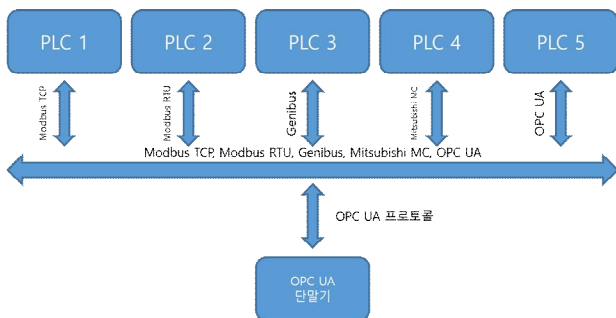 PLC 1
PLC 2
PLC 3
PLC 4
PLC 5
Modbus TCP
Modbus RTU
Genibus
Mitsubishi MC
OPC UA
Modbus TCP, Modbus RTU, Genibus, Mitsubishi MC, OPC UA
OPC UA 프로토콜
OPC UA
단말기